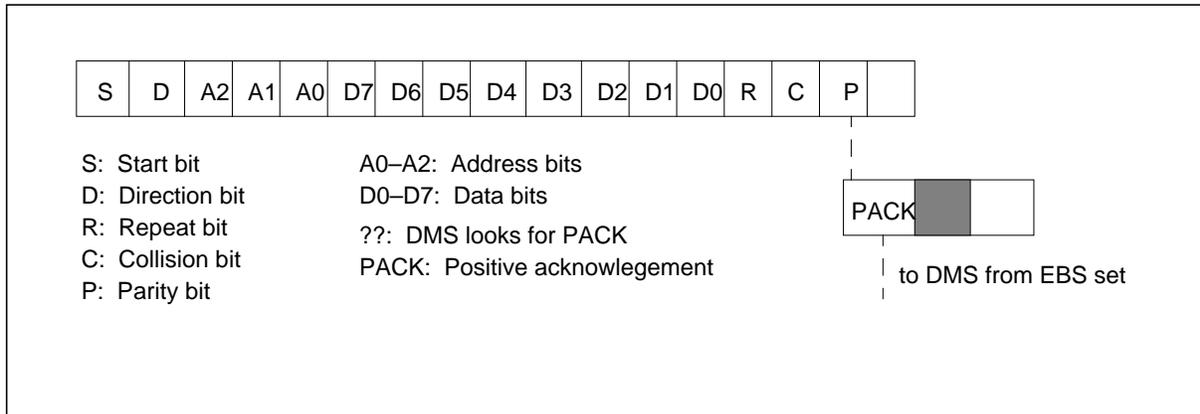 S D A2 A1 A0 D7 D6 D5 D4 D3 D2 D1 D0 R C P
S: Start bit
D: Direction bit
R: Repeat bit
C: Collision bit
P: Parity bit
A0–A2: Address bits
D0–D7: Data bits
??: DMS looks for PACK
PACK: Positive acknowlegement
PACK
to DMS from EBS set